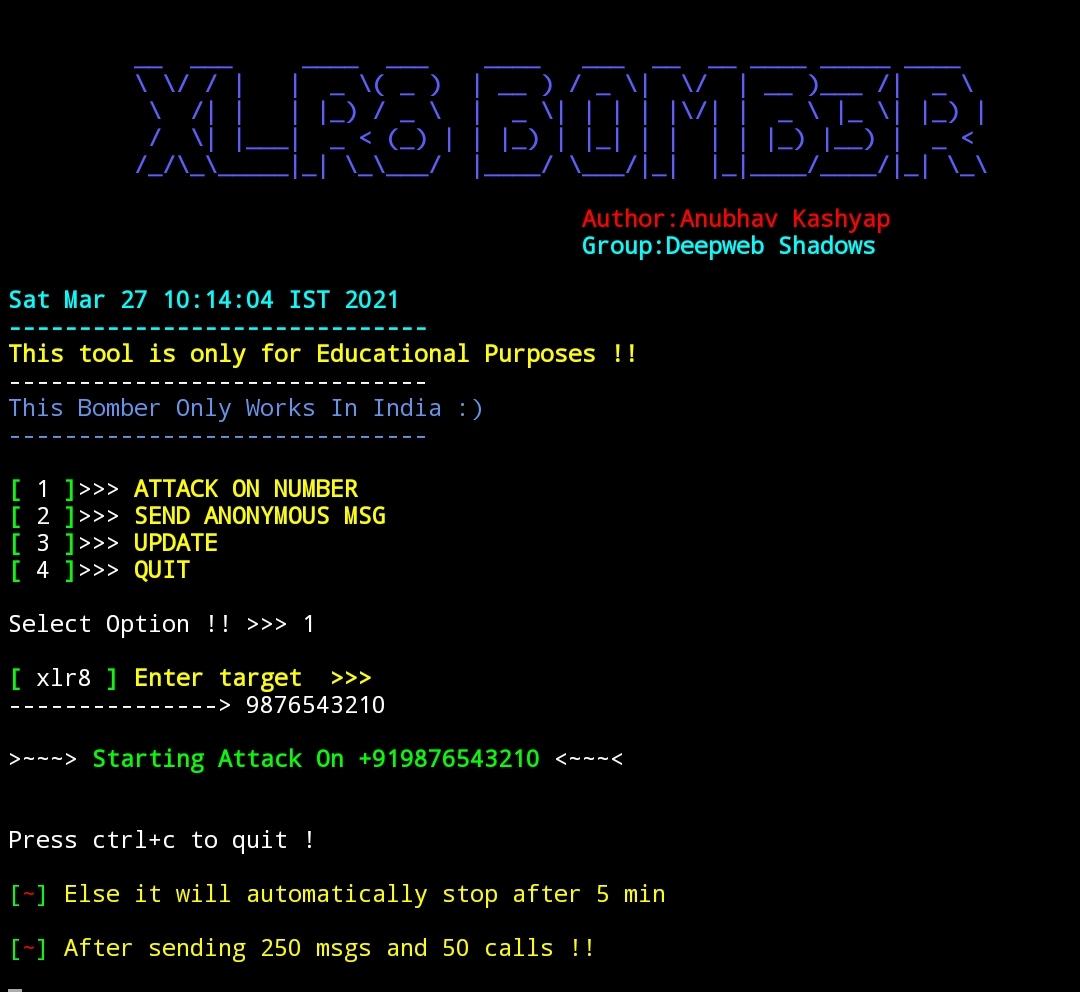 XLR8 BOMB3R
Author:Anubhav Kashyap
Group:Deepweb Shadows
Sat Mar 27 10:14:04 IST 2021
------------------------------
This tool is only for Educational Purposes !!
------------------------------
This Bomber Only Works In India :)
------------------------------
[ 1 ]>>> ATTACK ON NUMBER
[ 2 ]>>> SEND ANONYMOUS MSG
[ 3 ]>>> UPDATE
[ 4 ]>>> QUIT
Select Option !! >>> 1
[ xlr8 ] Enter target  >>>
---------------> 9876543210
>~~~> Starting Attack On +919876543210 <~~~<
Press ctrl+c to quit !
[~] Else it will automatically stop after 5 min
[~] After sending 250 msgs and 50 calls !!